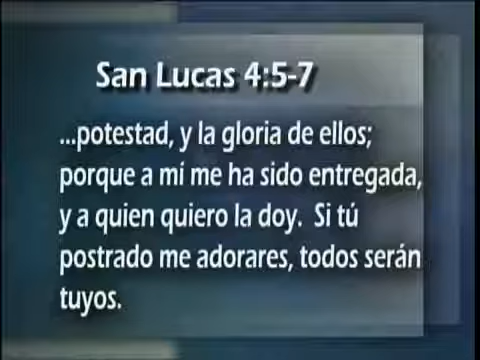 San Lucas 4:5-7
...potestad, y la gloria de ellos;
porque a mí me ha sido entregada,
y a quien quiero la doy. Si tú
postrado me adorares, todos serán
tuyos.